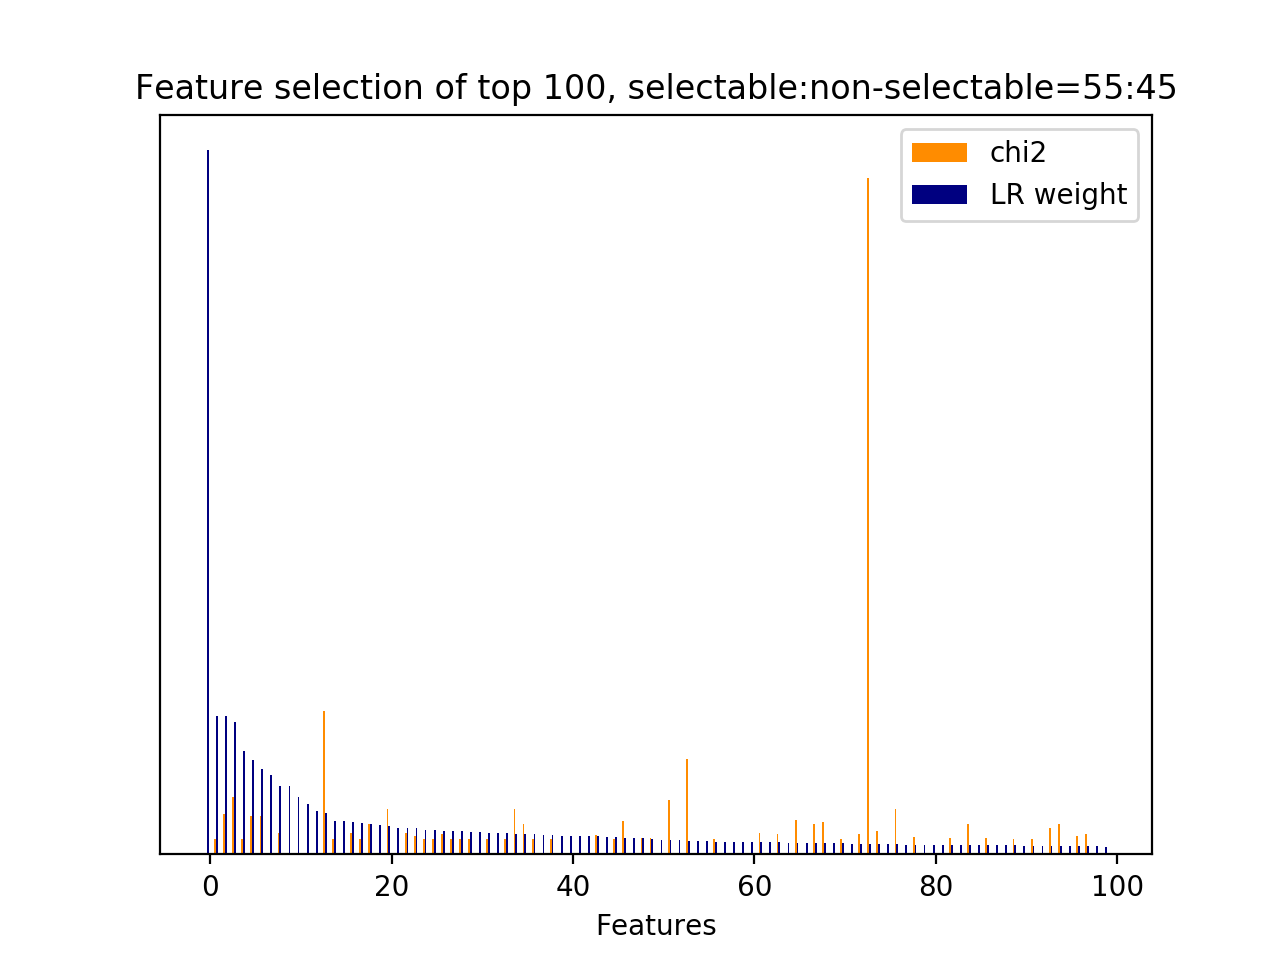 Feature selection of top 100, selectable:non-selectable=55:45
chi2
LR weight
0 20 40 60 80 100
Features